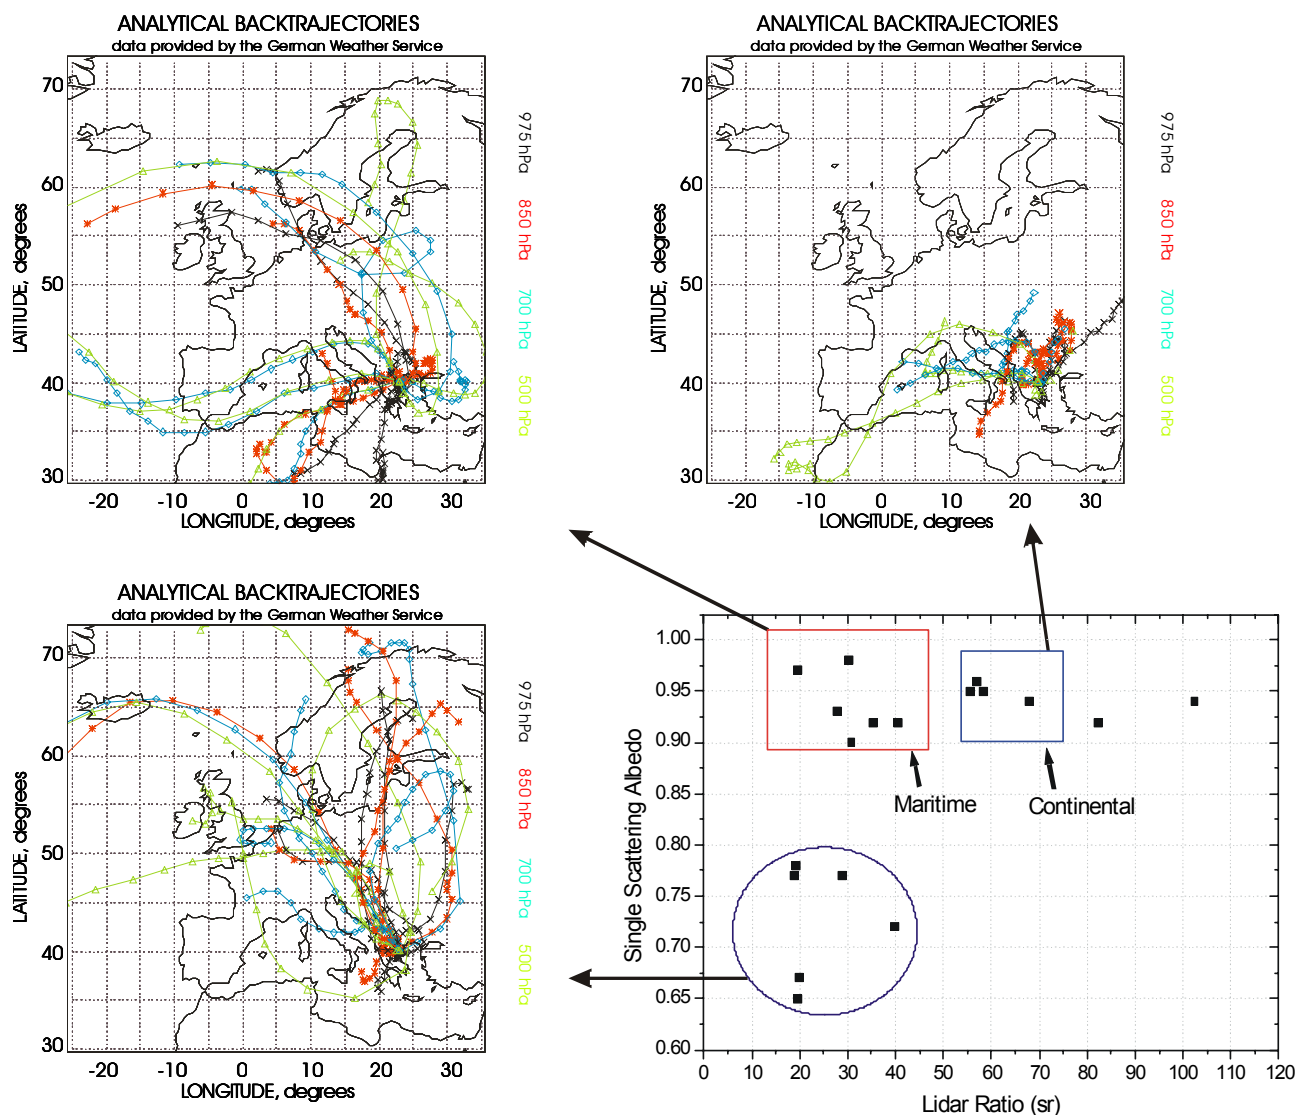 ANALYTICAL BACKTRAJECTORIES
data provided by the German Weather Service
70
60
50
40
30
LATITUDE, degrees
-20 -10 0 10 20 30
LONGITUDE, degrees
975 hPa
850 hPa
700 hPa
500 hPa
ANALYTICAL BACKTRAJECTORIES
data provided by the German Weather Service
70
60
50
40
30
LATITUDE, degrees
-20 -10 0 10 20 30
LONGITUDE, degrees
975 hPa
850 hPa
700 hPa
500 hPa
ANALYTICAL BACKTRAJECTORIES
data provided by the German Weather Service
70
60
50
40
30
LATITUDE, degrees
-20 -10 0 10 20 30
LONGITUDE, degrees
975 hPa
850 hPa
700 hPa
500 hPa
1.00
0.95
0.90
0.85
0.80
0.75
0.70
0.65
0.60
Single Scattering Albedo
Maritime
Continental
0 10 20 30 40 50 60 70 80 90 100 110 120
Lidar Ratio (sr)